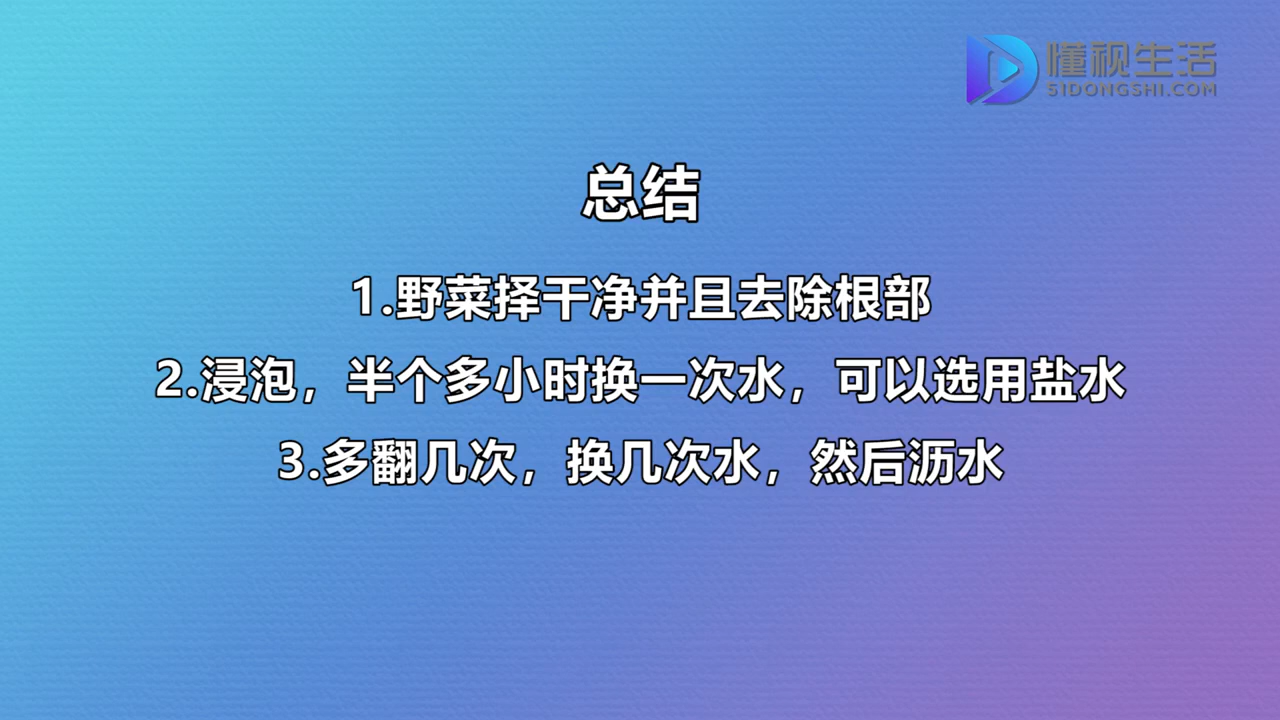 懂视生活
51DONGSHI.COM
总结
1.野菜择干净并且去除根部
2.浸泡，半个多小时换一次水，可以选用盐水
3.多翻几次，换几次水，然后沥水